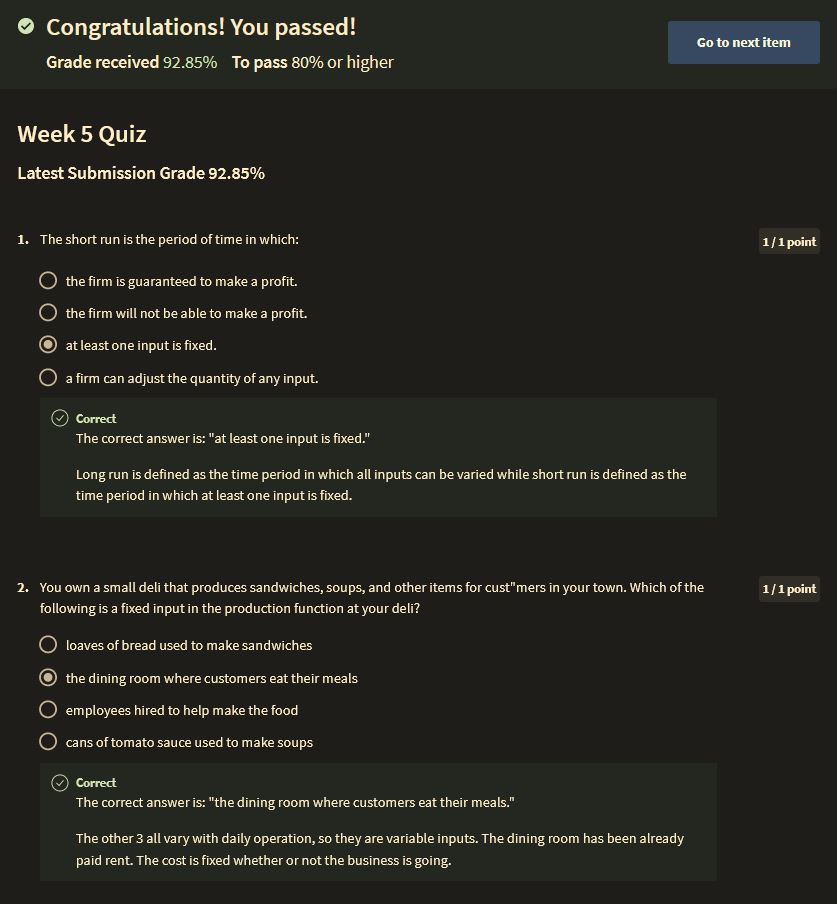 Congratulations! You passed!
Grade received 92.85% To pass 80% or higher
Go to next item
Week 5 Quiz
Latest Submission Grade 92.85%
1. The short run is the period of time in which:
1 / 1 point
the firm is guaranteed to make a profit.
the firm will not be able to make a profit.
at least one input is fixed.
a firm can adjust the quantity of any input.
Correct
The correct answer is: "at least one input is fixed."
Long run is defined as the time period in which all inputs can be varied while short run is defined as the
time period in which at least one input is fixed.
2. You own a small deli that produces sandwiches, soups, and other items for cust"mers in your town. Which of the
following is a fixed input in the production function at your deli?
1 / 1 point
loaves of bread used to make sandwiches
the dining room where customers eat their meals
employees hired to help make the food
cans of tomato sauce used to make soups
Correct
The correct answer is: "the dining room where customers eat their meals."
The other 3 all vary with daily operation, so they are variable inputs. The dining room has been already
paid rent. The cost is fixed whether or not the business is going.